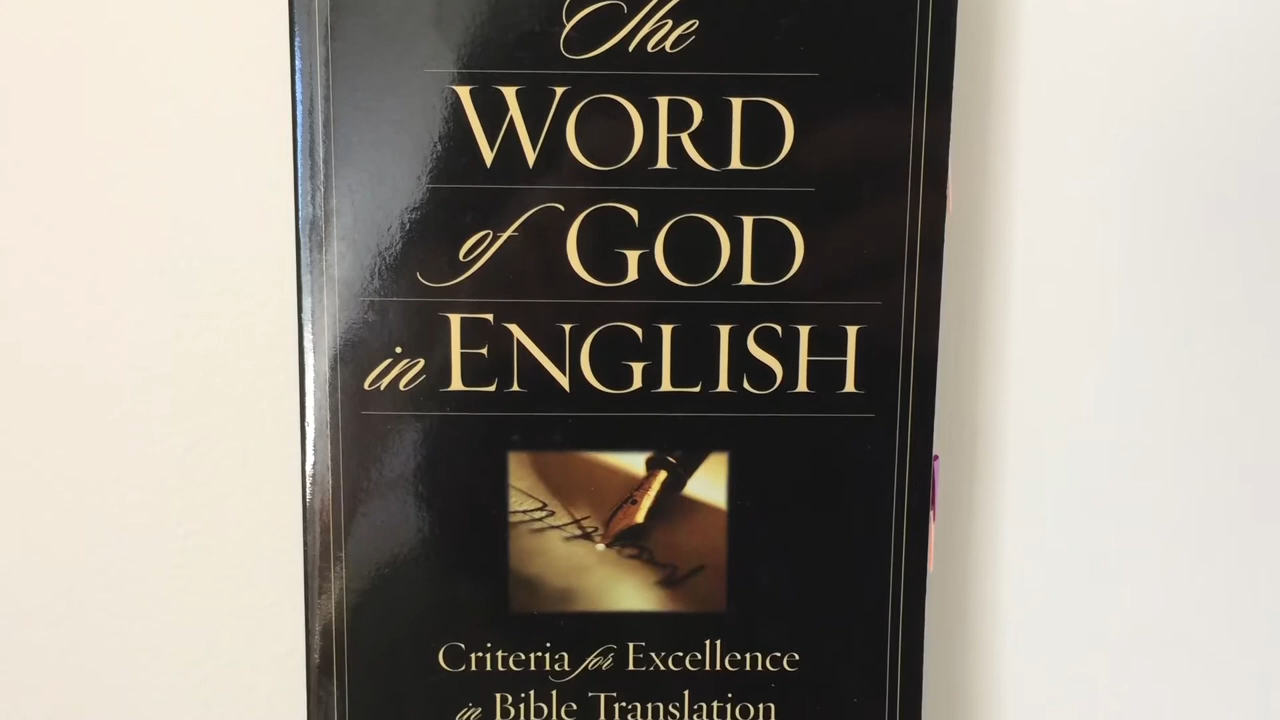 The
WORD
of GOD
in ENGLISH
Criteria for Excellence
in Bible Translation